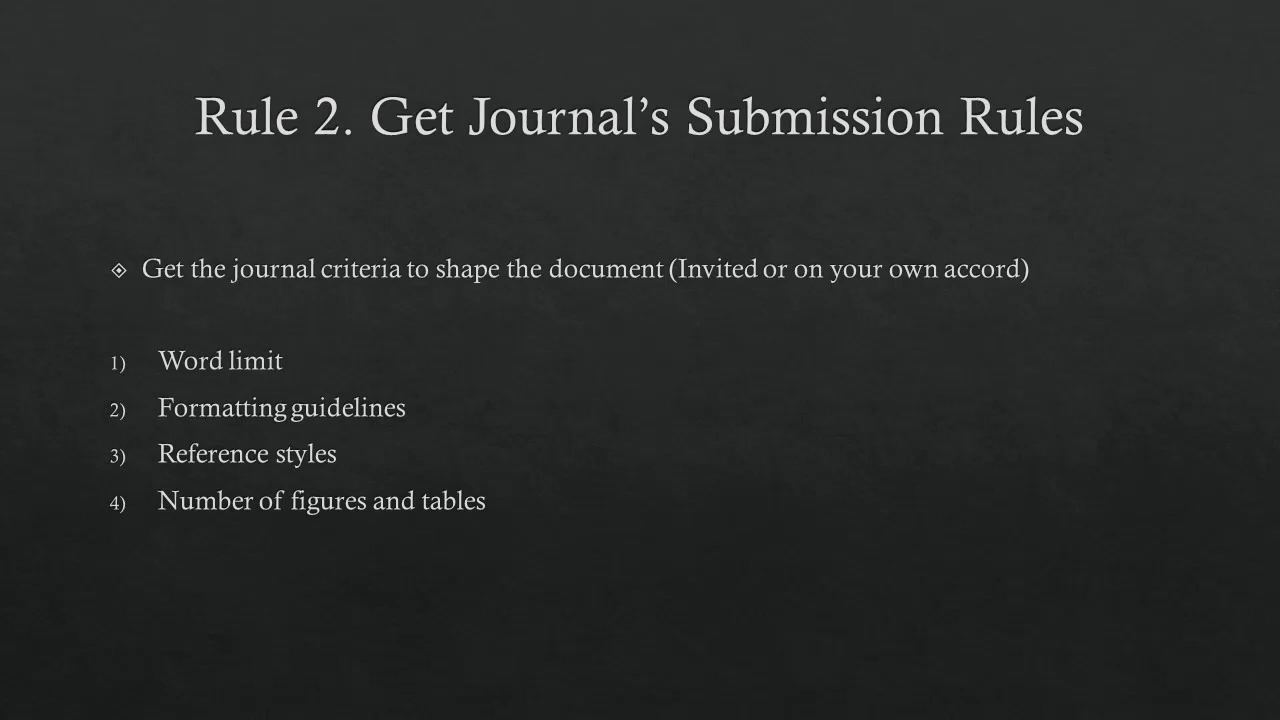 Rule 2. Get Journal’s Submission Rules
Get the journal criteria to shape the document (Invited or on your own accord)
1) Word limit
2) Formatting guidelines
3) Reference styles
4) Number of figures and tables